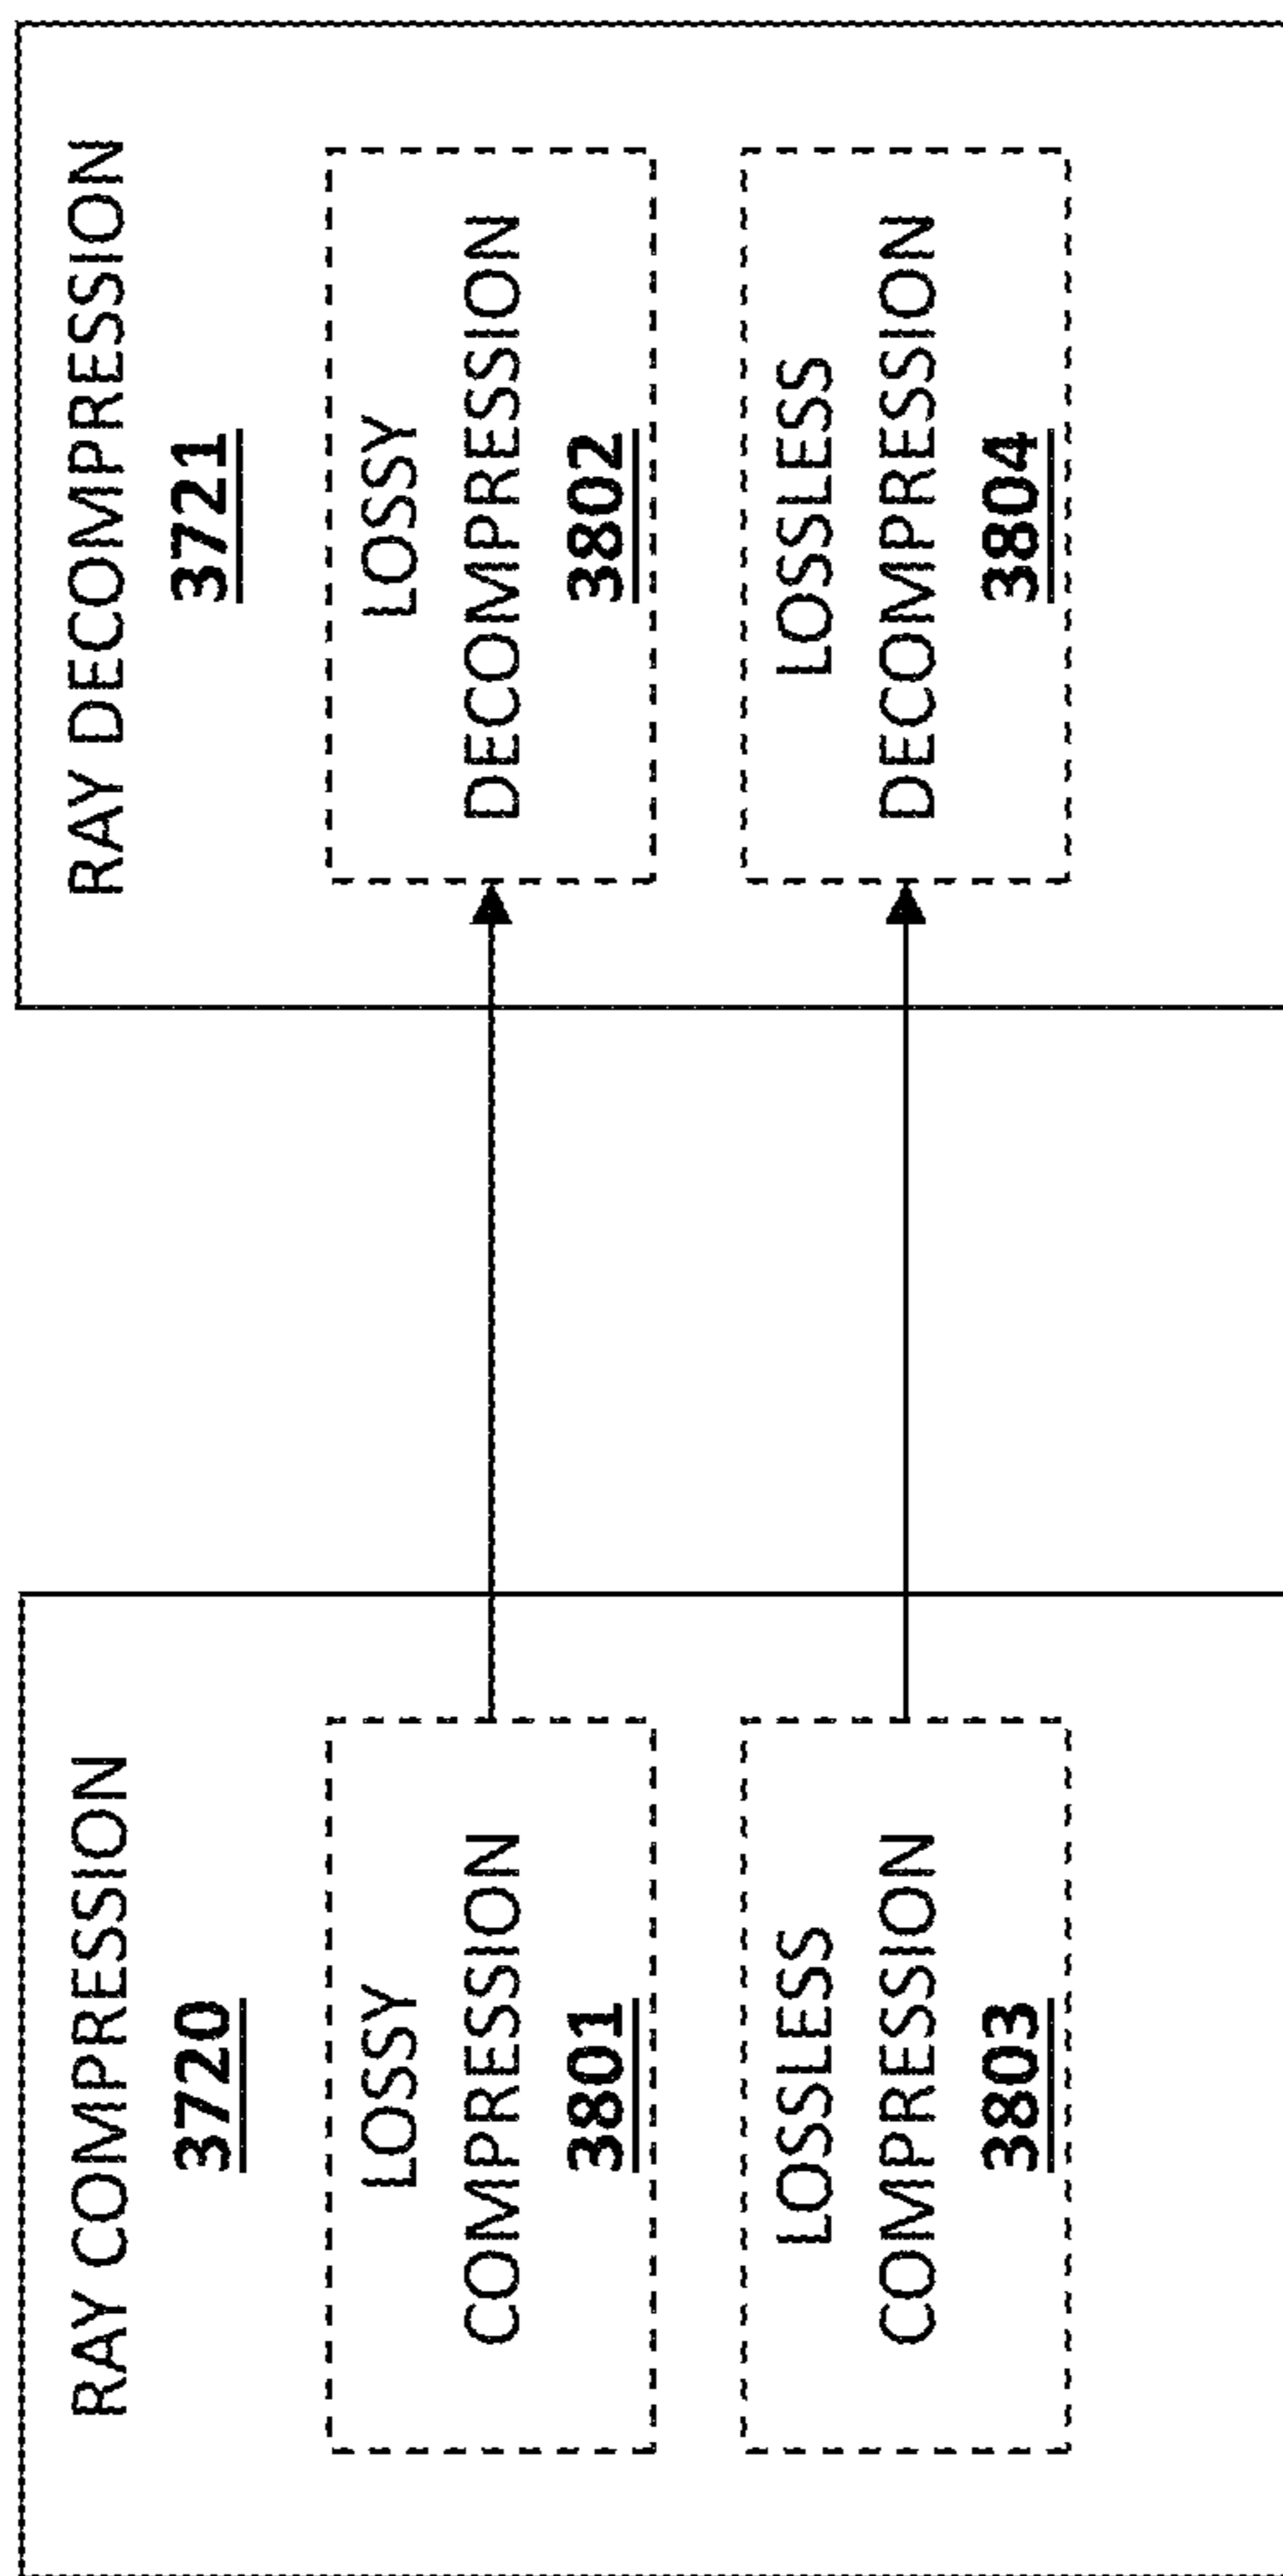 RAY COMPRESSION
3720
LOSSY
COMPRESSION
3801
LOSSLESS
COMPRESSION
3803
RAY DECOMPRESSION
3721
LOSSY
DECOMPRESSION
3802
LOSSLESS
DECOMPRESSION
3804